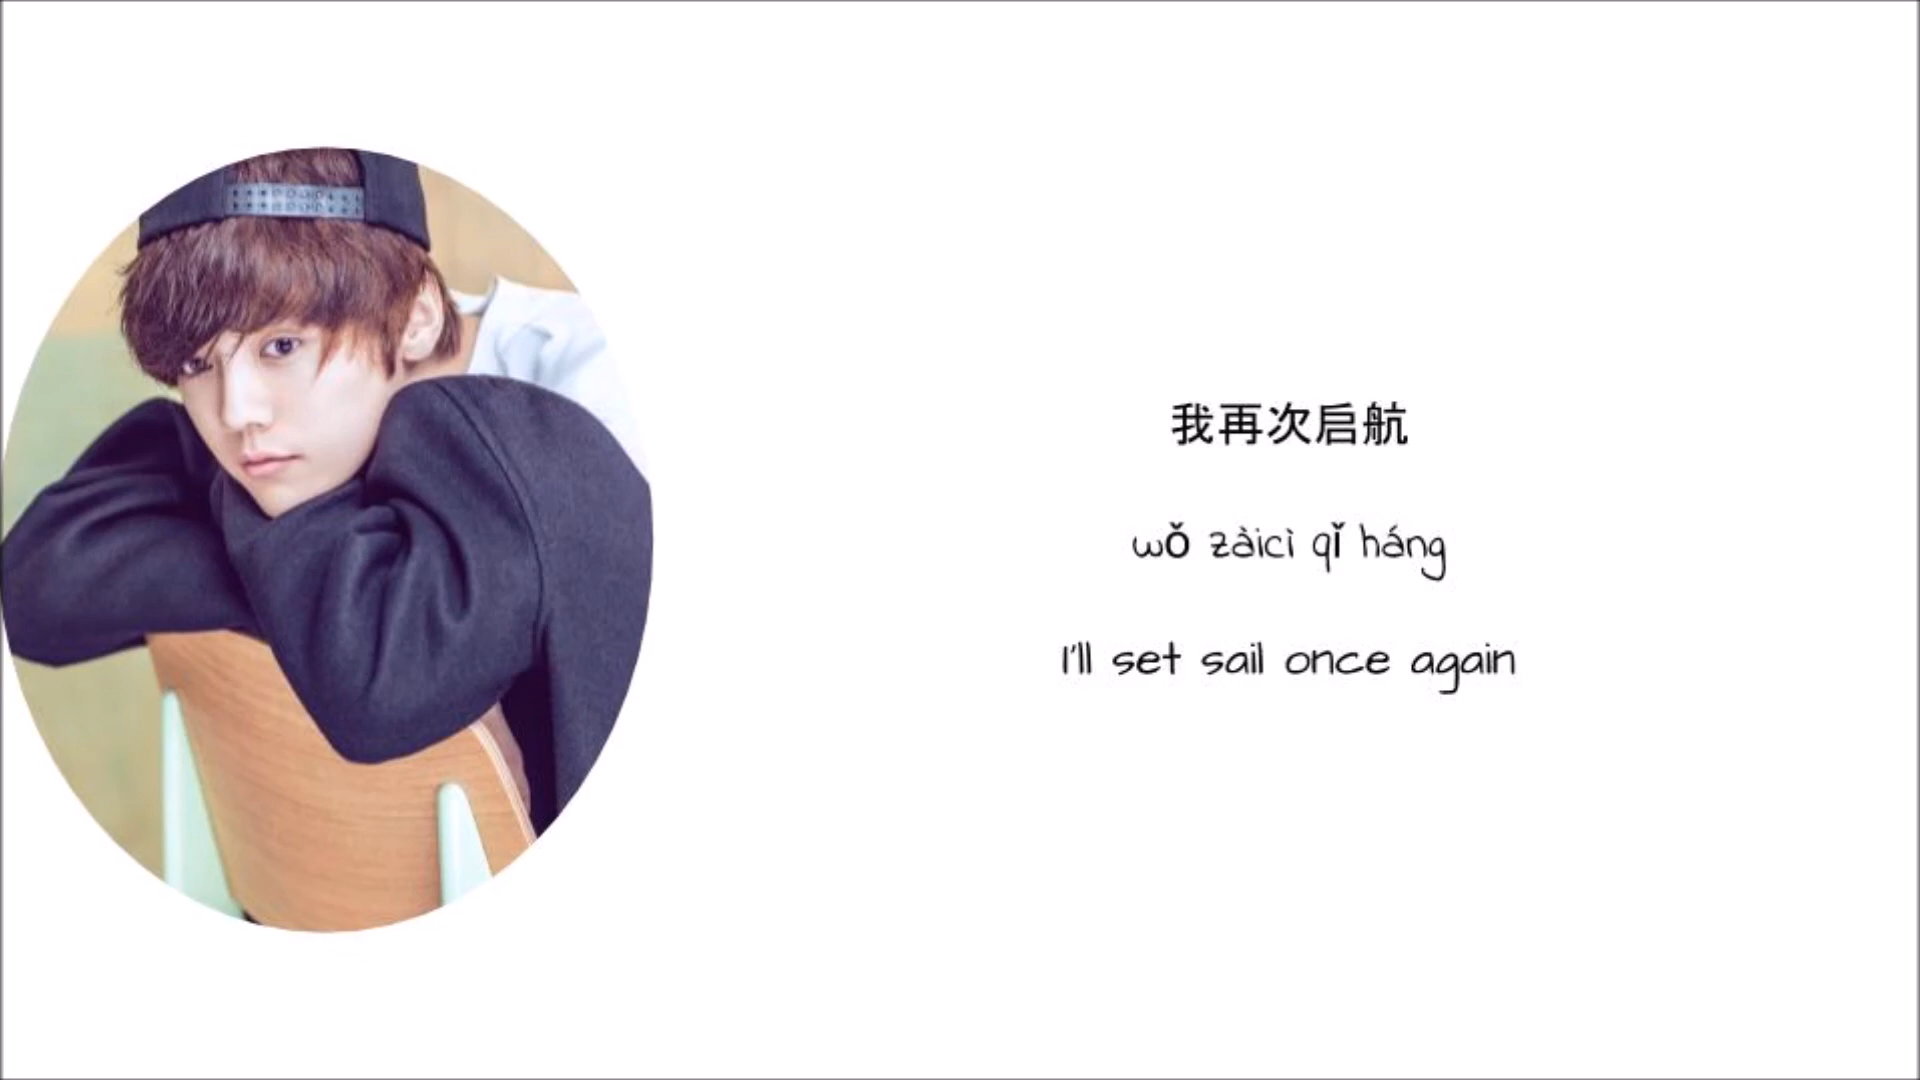 我再次启航
wǒ zàicì qǐ háng
I'll set sail once again